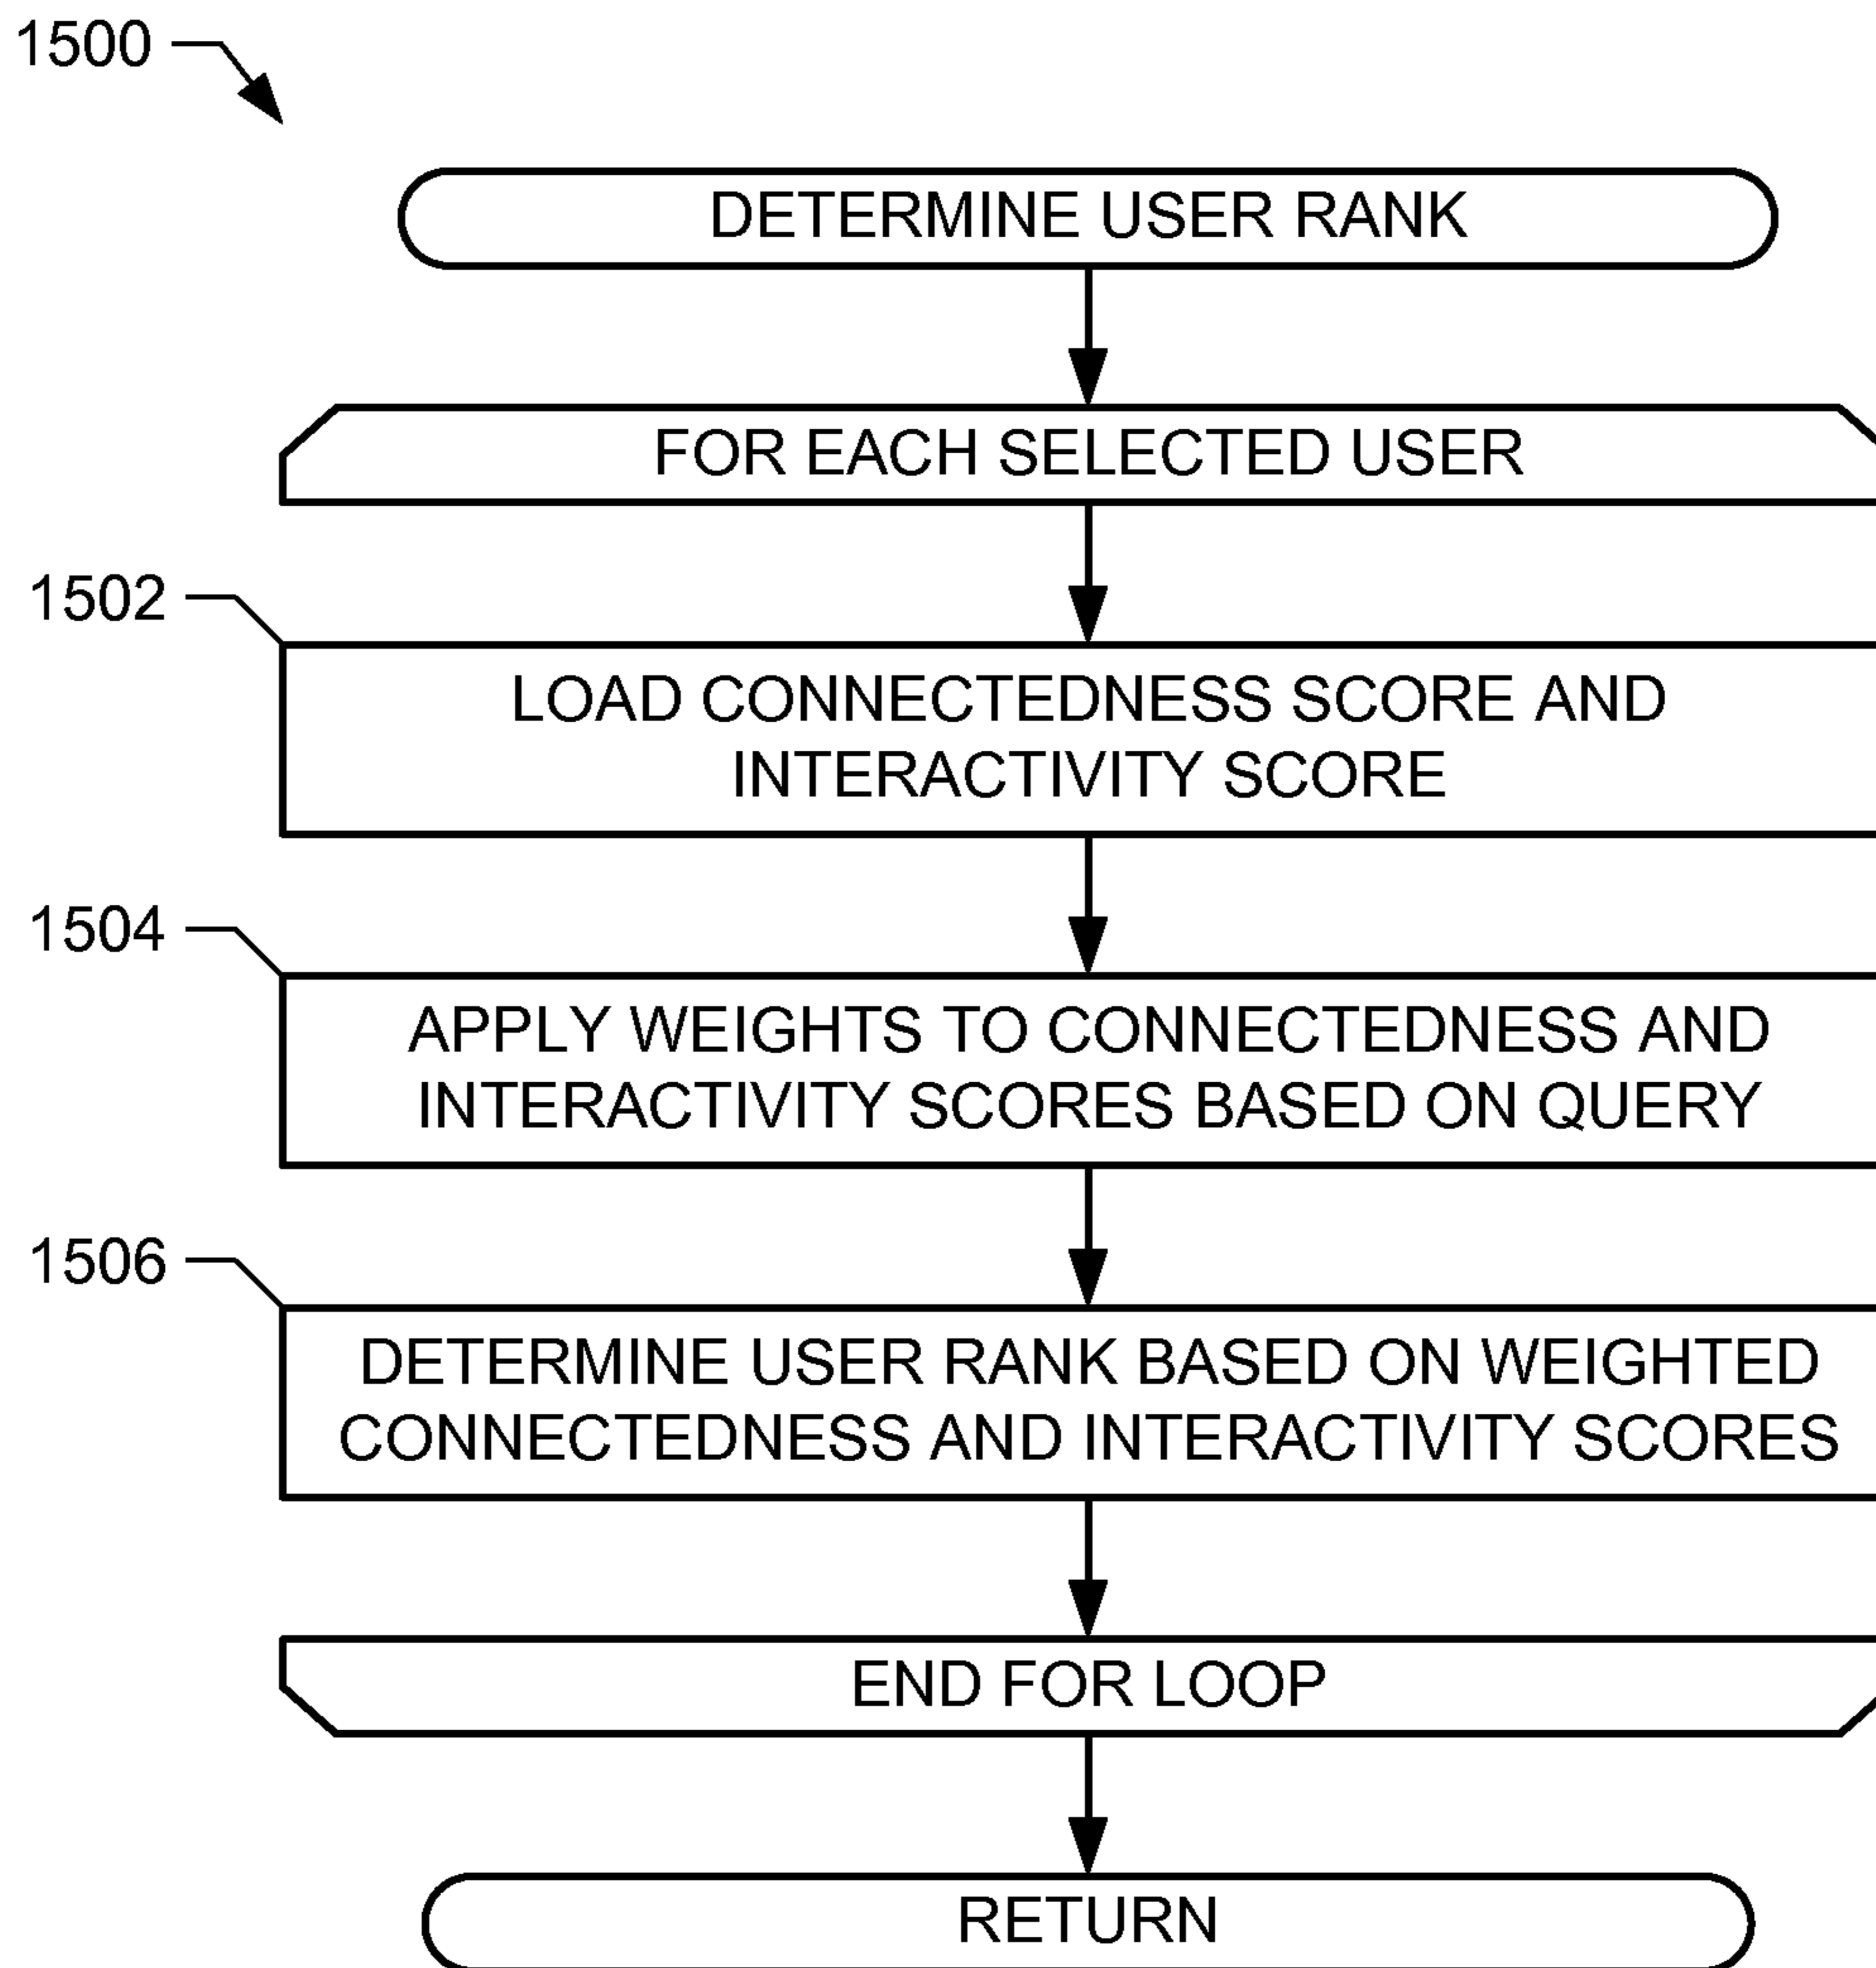 1500
DETERMINE USER RANK
FOR EACH SELECTED USER
1502
LOAD CONNECTEDNESS SCORE AND
INTERACTIVITY SCORE
1504
APPLY WEIGHTS TO CONNECTEDNESS AND
INTERACTIVITY SCORES BASED ON QUERY
1506
DETERMINE USER RANK BASED ON WEIGHTED
CONNECTEDNESS AND INTERACTIVITY SCORES
END FOR LOOP
RETURN